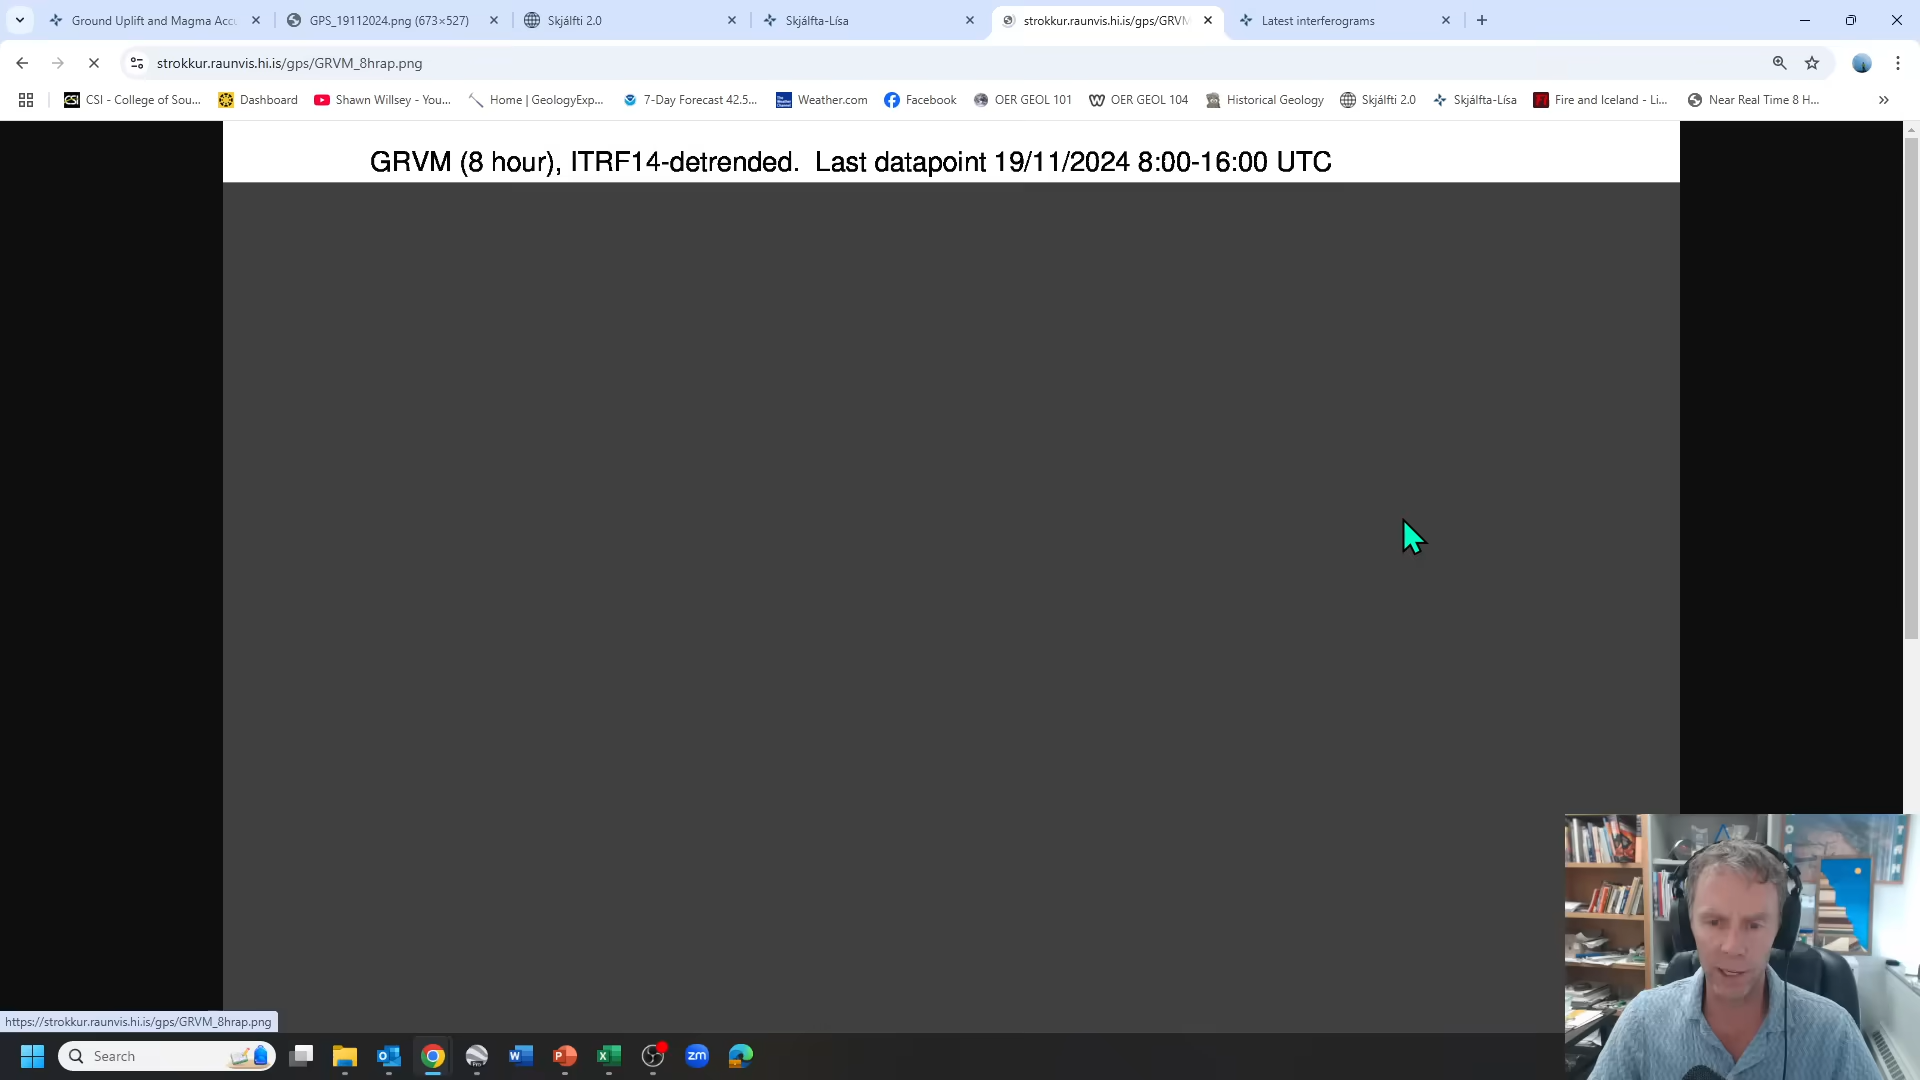 Ground Uplift and Magma Accu
GPS_19112024.png (673×527)
Skjálfti 2.0
Skjálfta-Lísa
strokkur.raunvis.hi.is/gps/GRVM
Latest interferograms
strokkur.raunvis.hi.is/gps/GRVM_8hrap.png
CSI - College of Sou...
Dashboard
Shawn Willsey - You...
Home | GeologyExp...
7-Day Forecast 42.5...
Weather.com
Facebook
OER GEOL 101
OER GEOL 104
Historical Geology
Skjálfti 2.0
Skjálfta-Lísa
Fire and Iceland - Li...
Near Real Time 8 H...
GRVM (8 hour), ITRF14-detrended. Last datapoint 19/11/2024 8:00-16:00 UTC
https://strokkur.raunvis.hi.is/gps/GRVM_8hrap.png
Search
zm